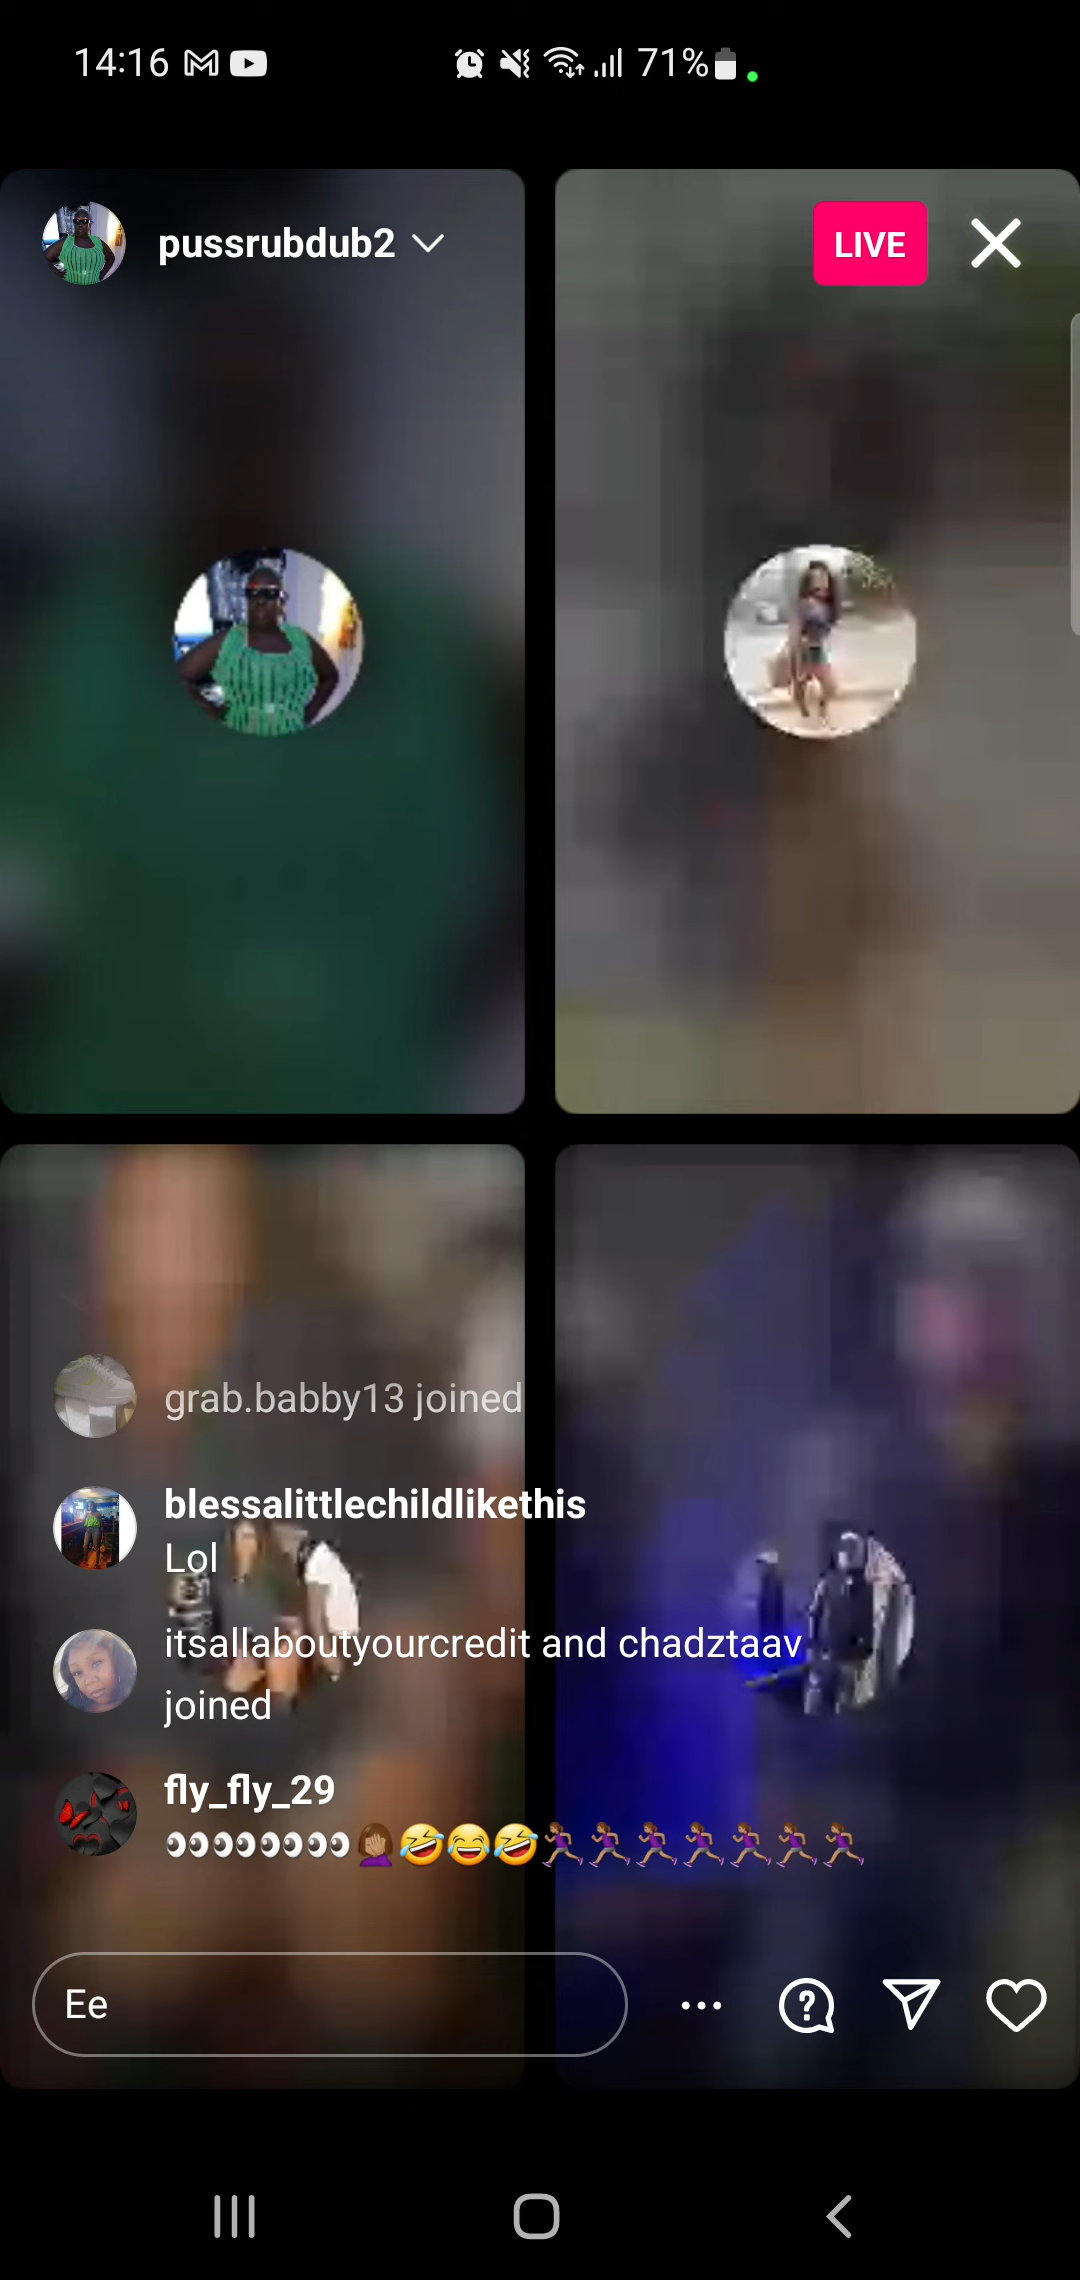 14:16 71%
pussrubdub2 LIVE
grab.babby13 joined
blessalittlechildlikethis
Lol
itsallaboutyourcredit and chadztaav
joined
fly_fly_29
👀👀👀👀🤦🏽‍♀️🤣😂🤣🏃🏽‍♀️🏃🏽‍♀️🏃🏽‍♀️🏃🏽‍♀️🏃🏽‍♀️🏃🏽‍♀️🏃🏽‍♀️
Ee